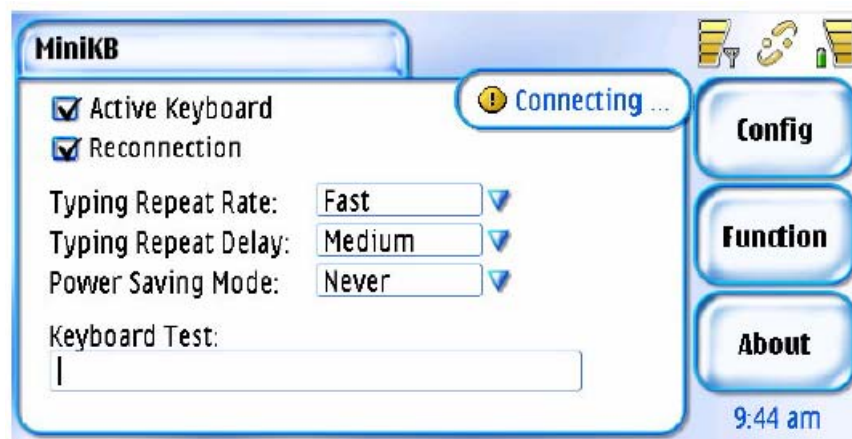 MiniKB
Connecting ...
Active Keyboard
Reconnection
Typing Repeat Rate: Fast
Typing Repeat Delay: Medium
Power Saving Mode: Never
Keyboard Test:
Config
Function
About
9:44 am